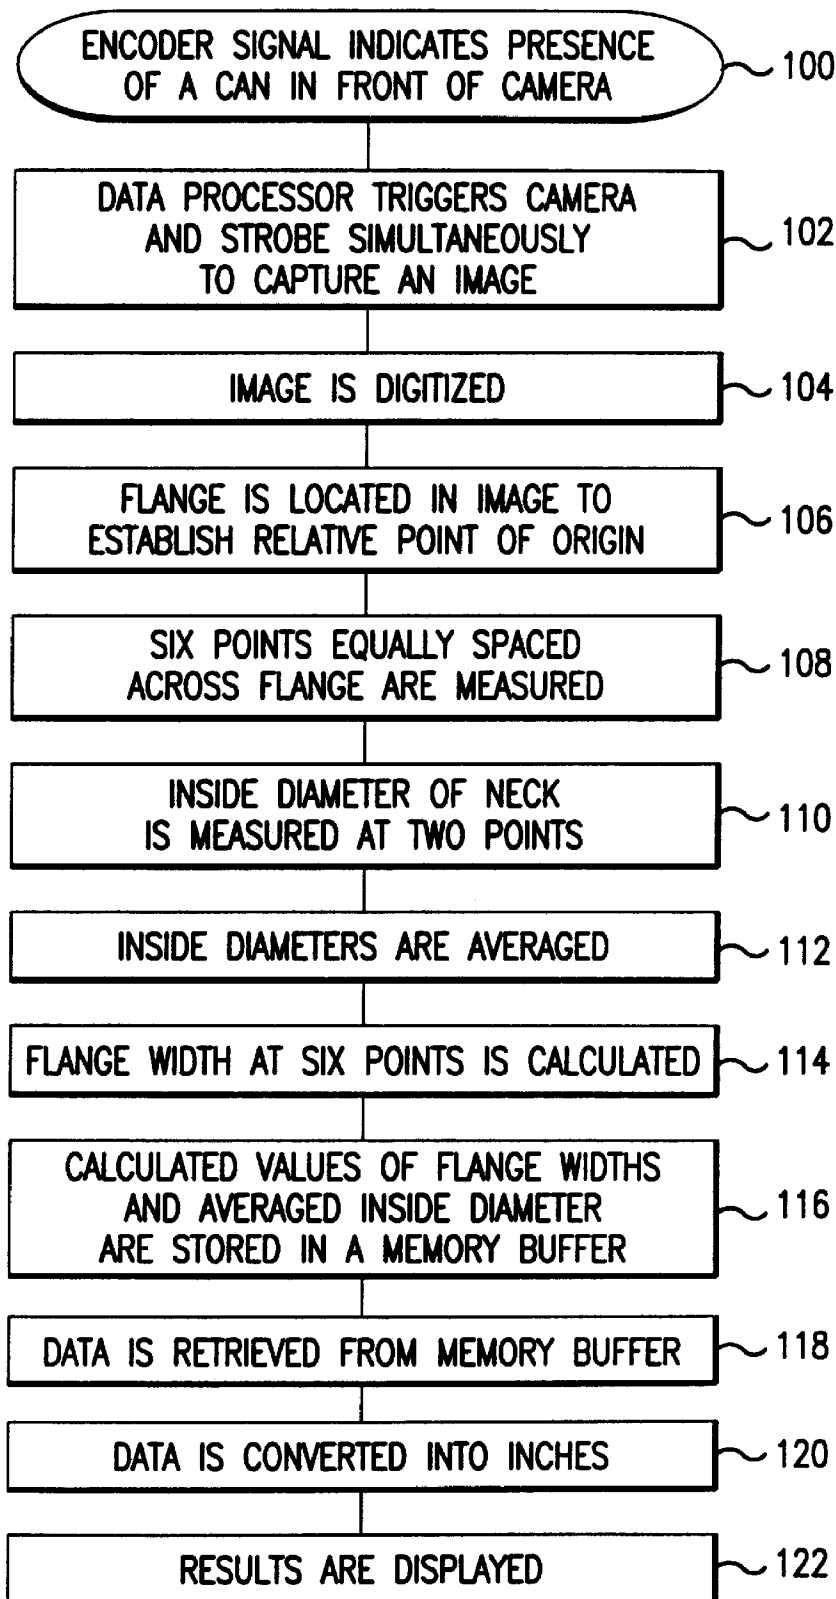 ENCODER SIGNAL INDICATES PRESENCE
OF A CAN IN FRONT OF CAMERA
100
DATA PROCESSOR TRIGGERS CAMERA
AND STROBE SIMULTANEOUSLY
TO CAPTURE AN IMAGE
102
IMAGE IS DIGITIZED
104
FLANGE IS LOCATED IN IMAGE TO
ESTABLISH RELATIVE POINT OF ORIGIN
106
SIX POINTS EQUALLY SPACED
ACROSS FLANGE ARE MEASURED
108
INSIDE DIAMETER OF NECK
IS MEASURED AT TWO POINTS
110
INSIDE DIAMETERS ARE AVERAGED
112
FLANGE WIDTH AT SIX POINTS IS CALCULATED
114
CALCULATED VALUES OF FLANGE WIDTHS
AND AVERAGED INSIDE DIAMETER
ARE STORED IN A MEMORY BUFFER
116
DATA IS RETRIEVED FROM MEMORY BUFFER
118
DATA IS CONVERTED INTO INCHES
120
RESULTS ARE DISPLAYED
122